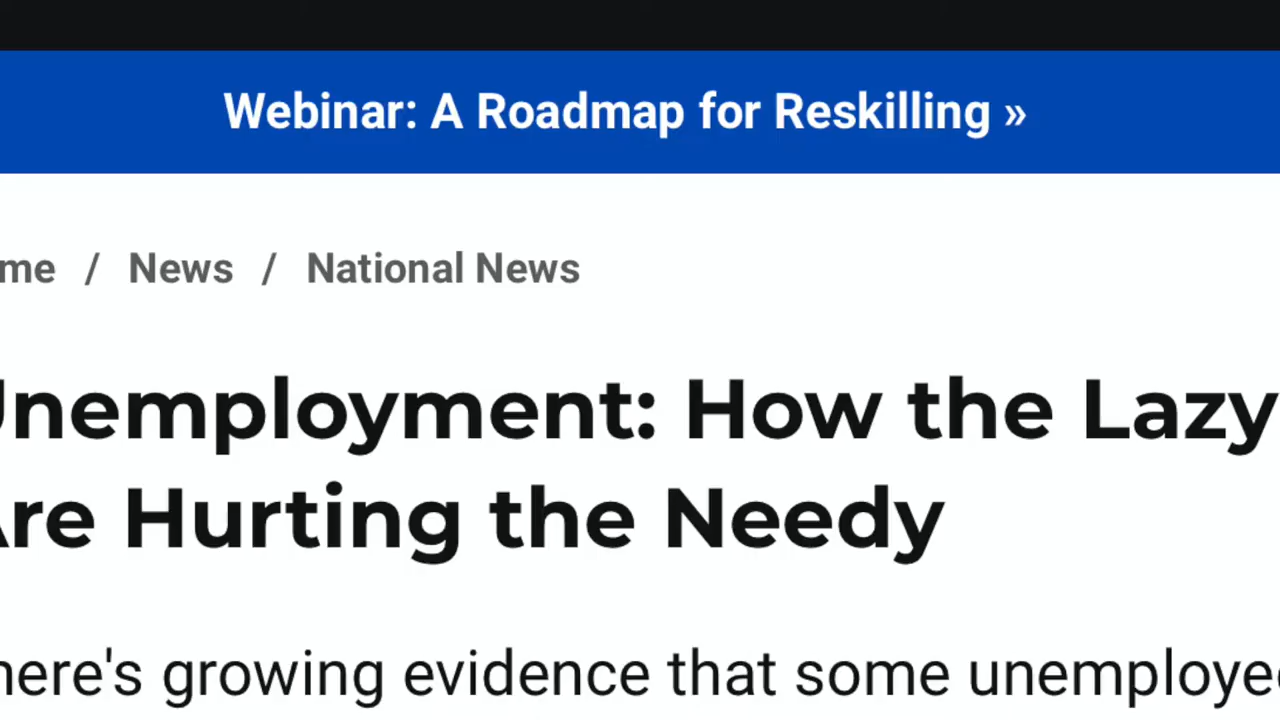 Webinar: A Roadmap for Reskilling »
me / News / National News
Unemployment: How the Lazy
Are Hurting the Needy
here's growing evidence that some unemployed